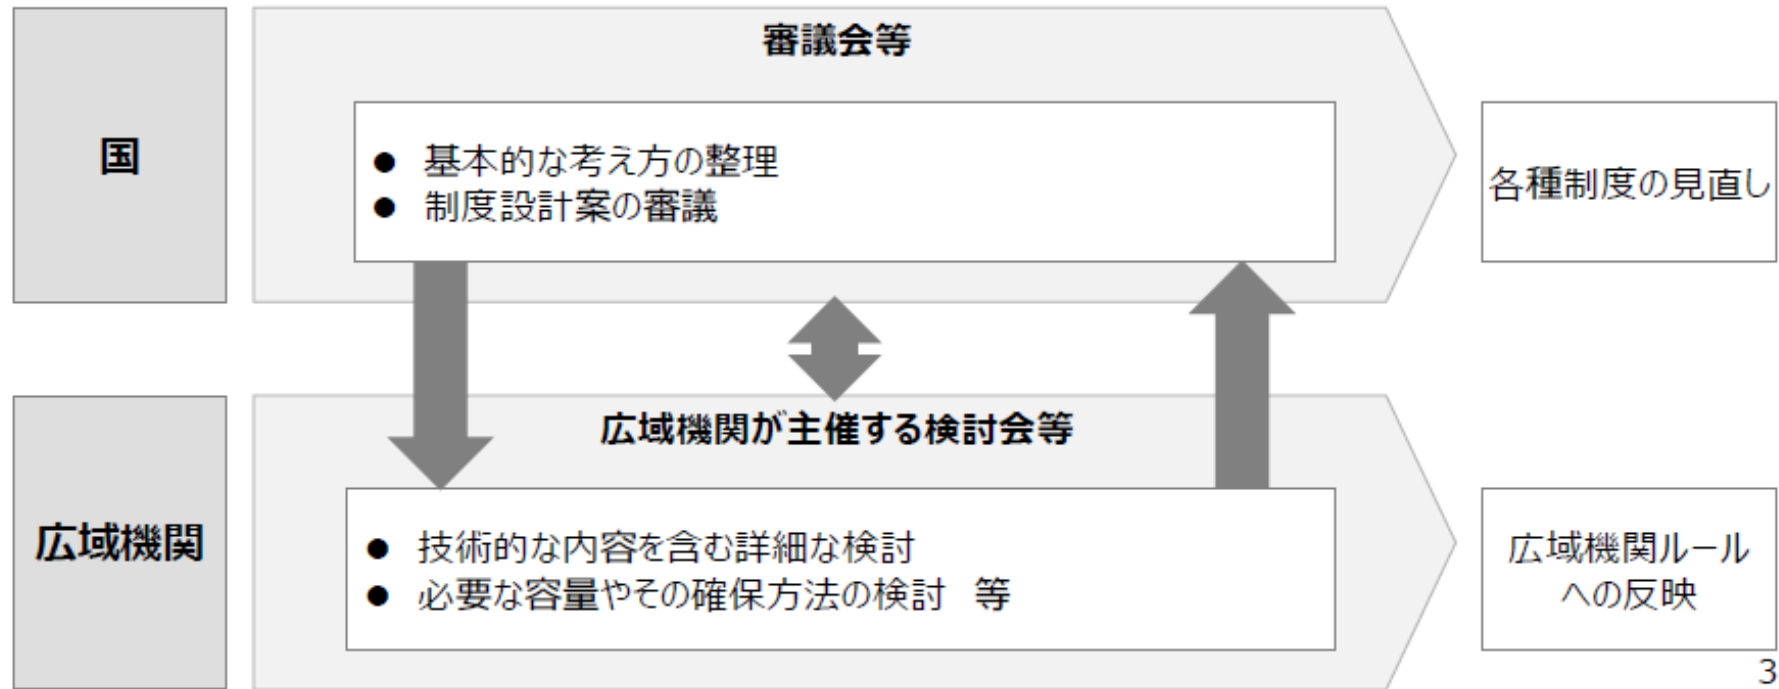 審議会等
国
● 基本的な考え方の整理
● 制度設計案の審議
各種制度の見直し
広域機関が主催する検討会等
広域機関
● 技術的な内容を含む詳細な検討
● 必要な容量やその確保方法の検討　等
広域機関ルール
への反映
3